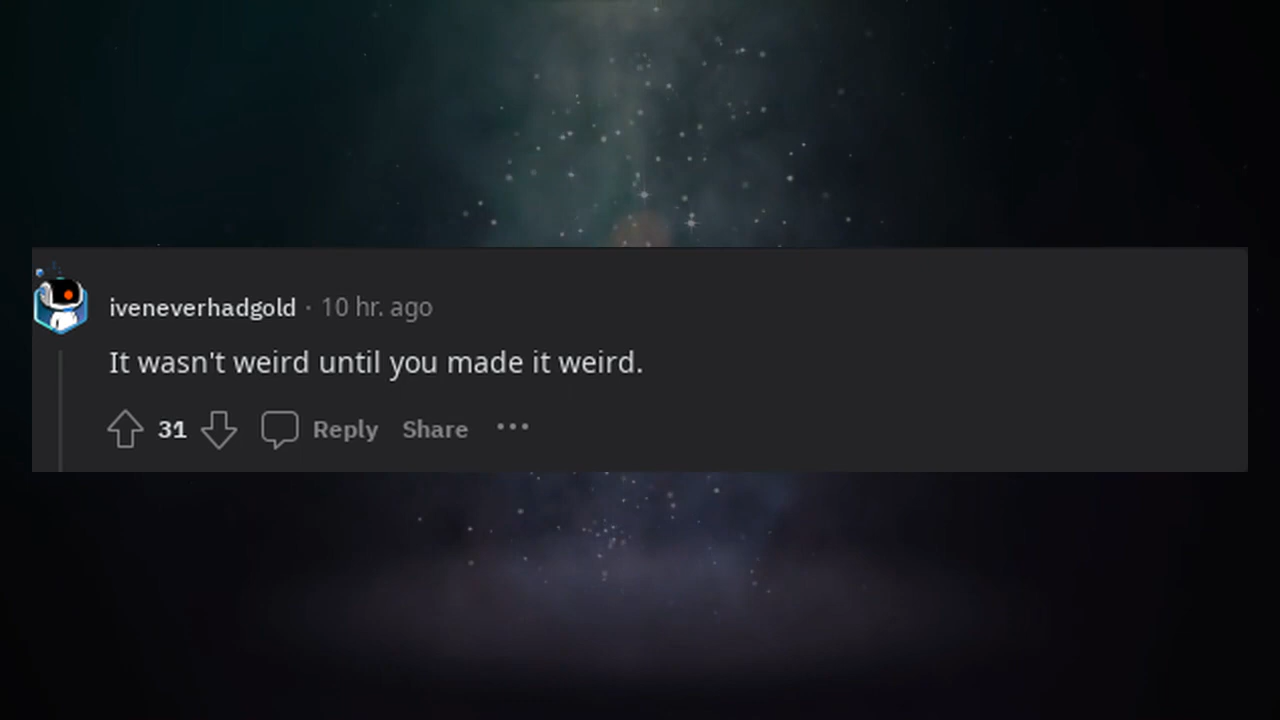 iveneverhadgold · 10 hr. ago
It wasn't weird until you made it weird.
31 Reply Share •••